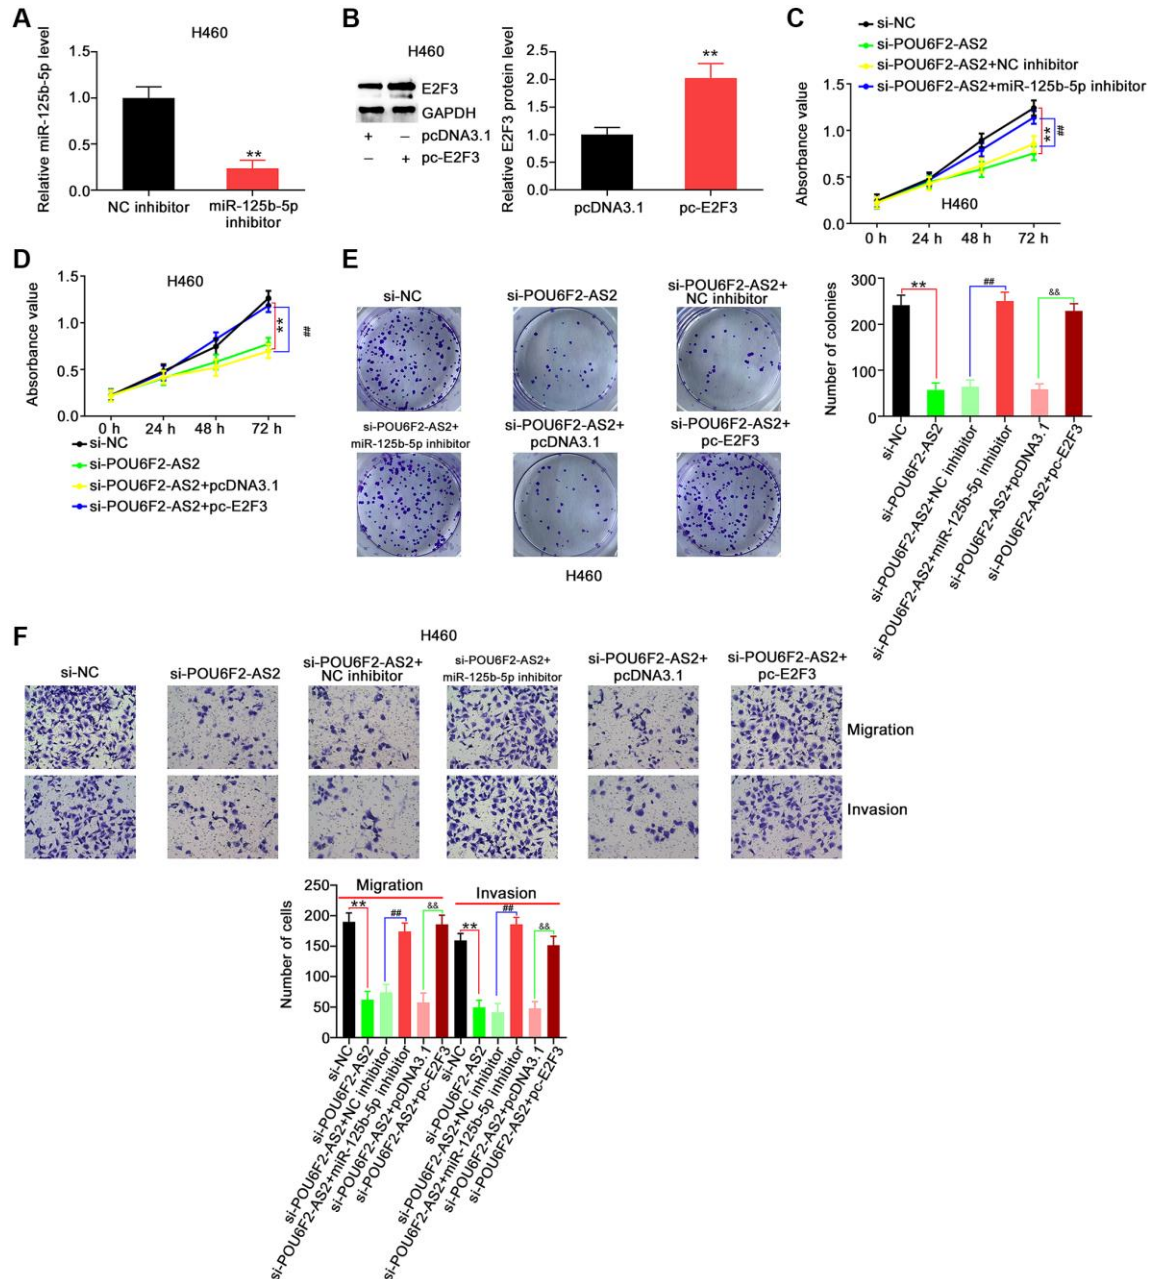 A
H460
Relative miR-125b-5p level
1.5
1.0
0.5
0.0
**
NC inhibitor
miR-125b-5p
inhibitor
B
H460
E2F3
GAPDH
+ – pcDNA3.1
– + pc-E2F3
Relative E2F3 protein level
2.5
2.0
1.5
1.0
0.5
0.0
**
pcDNA3.1
pc-E2F3
C
si-NC
si-POU6F2-AS2
si-POU6F2-AS2+NC inhibitor
si-POU6F2-AS2+miR-125b-5p inhibitor
Absorbance value
1.5
1.0
0.5
0.0
**
##
H460
0 h 24 h 48 h 72 h
D
H460
Absorbance value
1.5
1.0
0.5
0.0
**
##
0 h 24 h 48 h 72 h
si-NC
si-POU6F2-AS2
si-POU6F2-AS2+pcDNA3.1
si-POU6F2-AS2+pc-E2F3
E
si-NC
si-POU6F2-AS2
si-POU6F2-AS2+
NC inhibitor
si-POU6F2-AS2+
miR-125b-5p inhibitor
si-POU6F2-AS2+
pcDNA3.1
si-POU6F2-AS2+
pc-E2F3
H460
Number of colonies
300
200
100
0
**
##
&&
si-NC
si-POU6F2-AS2
si-POU6F2-AS2+NC inhibitor
si-POU6F2-AS2+miR-125b-5p inhibitor
si-POU6F2-AS2+pcDNA3.1
si-POU6F2-AS2+pc-E2F3
F
H460
si-NC
si-POU6F2-AS2
si-POU6F2-AS2+
NC inhibitor
si-POU6F2-AS2+
miR-125b-5p inhibitor
si-POU6F2-AS2+
pcDNA3.1
si-POU6F2-AS2+
pc-E2F3
Migration
Invasion
Number of cells
250
200
150
100
50
0
Migration
Invasion
**
##
&&
**
##
&&
si-NC
si-POU6F2-AS2
si-POU6F2-AS2+NC inhibitor
si-POU6F2-AS2+miR-125b-5p inhibitor
si-POU6F2-AS2+pcDNA3.1
si-POU6F2-AS2+pc-E2F3
si-NC
si-POU6F2-AS2
si-POU6F2-AS2+NC inhibitor
si-POU6F2-AS2+miR-125b-5p inhibitor
si-POU6F2-AS2+pcDNA3.1
si-POU6F2-AS2+pc-E2F3